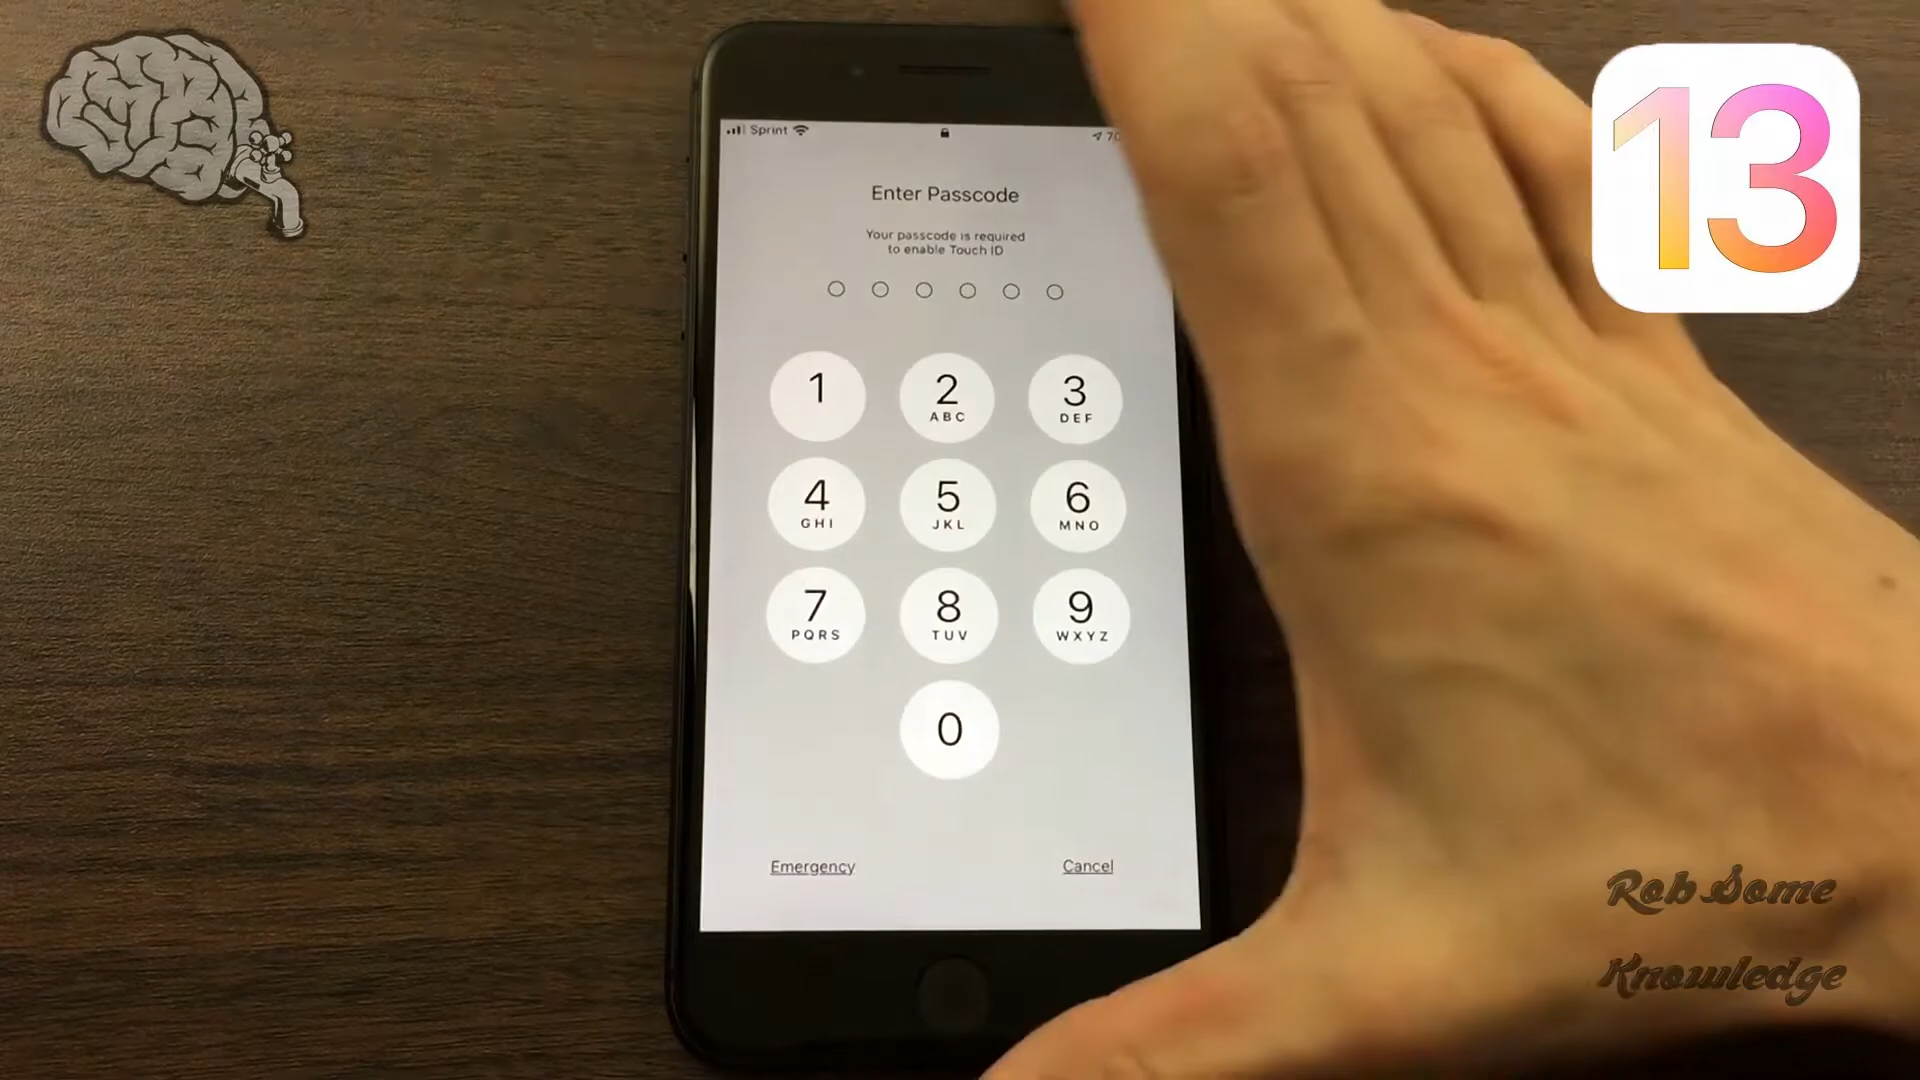 13
Sprint
Enter Passcode
Your passcode is required
to enable Touch ID
1
2
ABC
3
DEF
4
GHI
5
JKL
6
MNO
7
PQRS
8
TUV
9
WXYZ
0
Emergency
Cancel
Rob Some
Knowledge